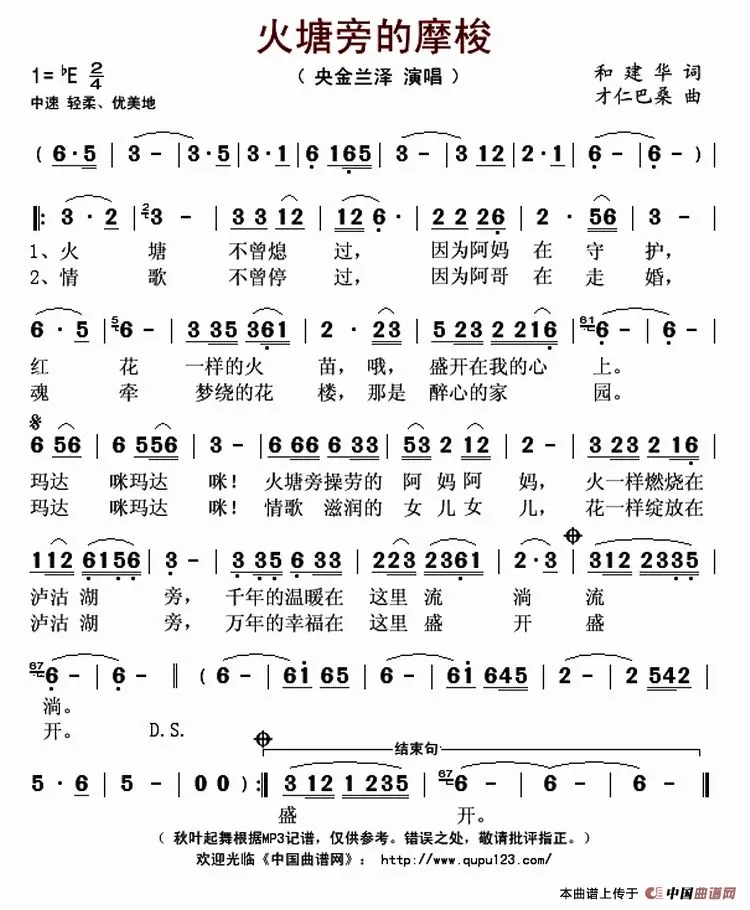 火塘旁的摩梭
（ 央金兰泽 演唱 ）
1=♭E 2/4
和 建 华 词
中速 轻柔、优美地
才仁巴桑 曲
( 6·5 | 3 - | 3·5 | 3·1 | 6 165 | 3 - | 3 12 | 2·1 | 6 - | 6 - ) |
‖: 3 · 2 | 2 3 - | 3 3 12 | 12 6 · | 2 2 26 | 2 · 56 | 3 - |
1、火 塘 不曾熄 过， 因为阿妈 在 守 护，
2、情 歌 不曾停 过， 因为阿哥 在 走 婚，
6 · 5 | 5 6 - | 3 35 361 | 2 · 23 | 5 23 2 216 | 61 6 - | 6 - |
红 花 一样的火 苗，哦， 盛开在我的心 上。
魂 牵 梦绕的花 楼，那是 醉心的家 园。
6 56 | 6 556 | 3 - | 6 66 6 33 | 53 2 12 | 2 - | 3 23 2 16 |
玛达 咪玛达 咪！ 火塘旁操劳的 阿妈阿 妈， 火一样燃烧在
玛达 咪玛达 咪！ 情歌 滋润的 女儿女 儿， 花一样绽放在
112 6156 | 3 - | 3 35 6 33 | 223 2361 | 2·3 | 312 2335 |
泸沽 湖 旁， 千年的温暖在 这里 流 淌 流
泸沽 湖 旁， 万年的幸福在 这里 盛 开 盛
67 6 - | 6 - ‖ ( 6 - | 61 65 | 6 - | 61 645 | 2 - | 2 542 |
淌。
开。 D.S.
结束句
5 · 6 | 5 - | 5 - | 0 0 ) :‖ 3 12 1 235 | 67 6 - | 6 - | 6 - ‖
盛 开。
（ 秋叶起舞根据MP3记谱，仅供参考。错误之处，敬请批评指正。）
欢迎光临《中国曲谱网》：http://www.qupu123.com/
本曲谱上传于 中国曲谱网